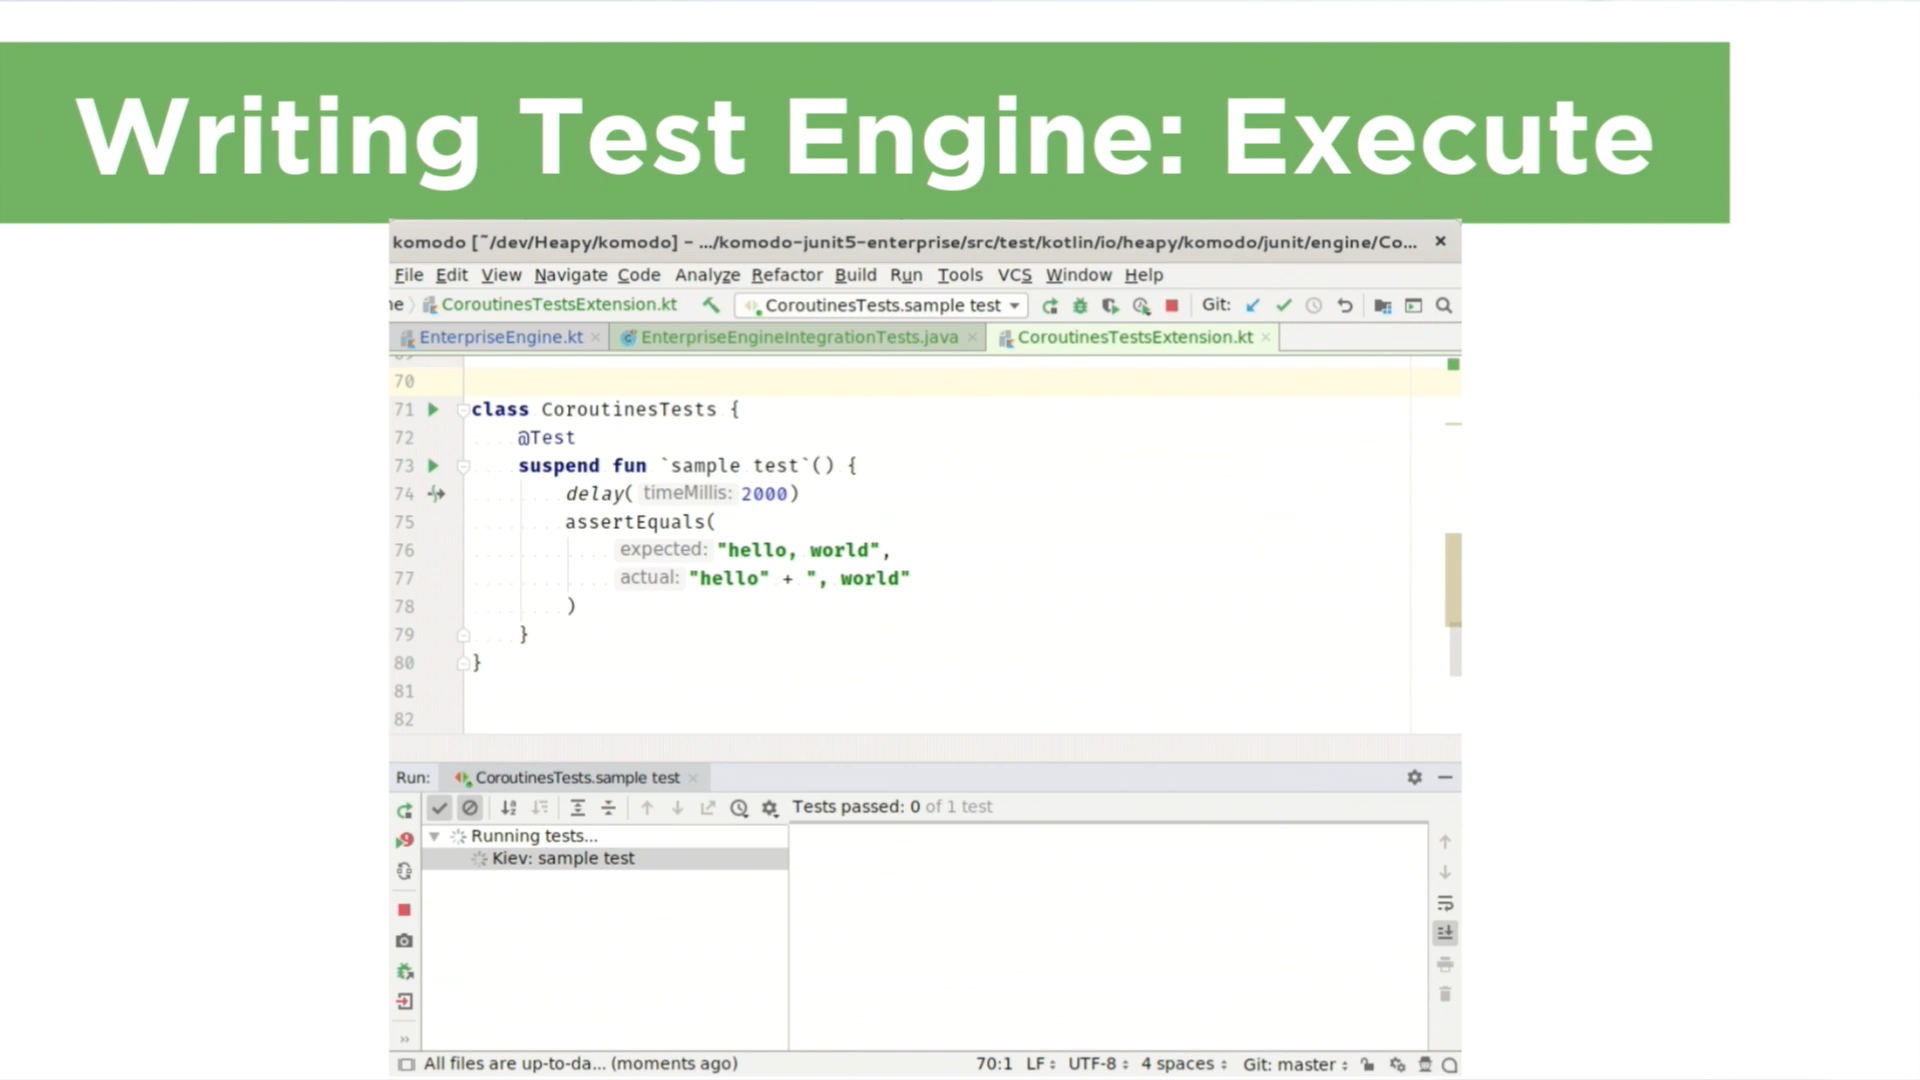 Writing Test Engine: Execute
komodo [~/dev/Heapy/komodo] – .../komodo-junit5-enterprise/src/test/kotlin/io/heapy/komodo/junit/engine/Co...
File Edit View Navigate Code Analyze Refactor Build Run Tools VCS Window Help
ne CoroutinesTestsExtension.kt CoroutinesTests.sample test Git:
EnterpriseEngine.kt EnterpriseEngineIntegrationTests.java CoroutinesTestsExtension.kt
70
71 class CoroutinesTests {
72 @Test
73 suspend fun `sample test`() {
74 delay( timeMillis: 2000)
75 assertEquals(
76 expected: "hello, world",
77 actual: "hello" + ", world"
78 )
79 }
80 }
81
82
Run: CoroutinesTests.sample test
Tests passed: 0 of 1 test
Running tests...
Kiev: sample test
All files are up-to-da... (moments ago) 70:1 LF UTF-8 4 spaces Git: master